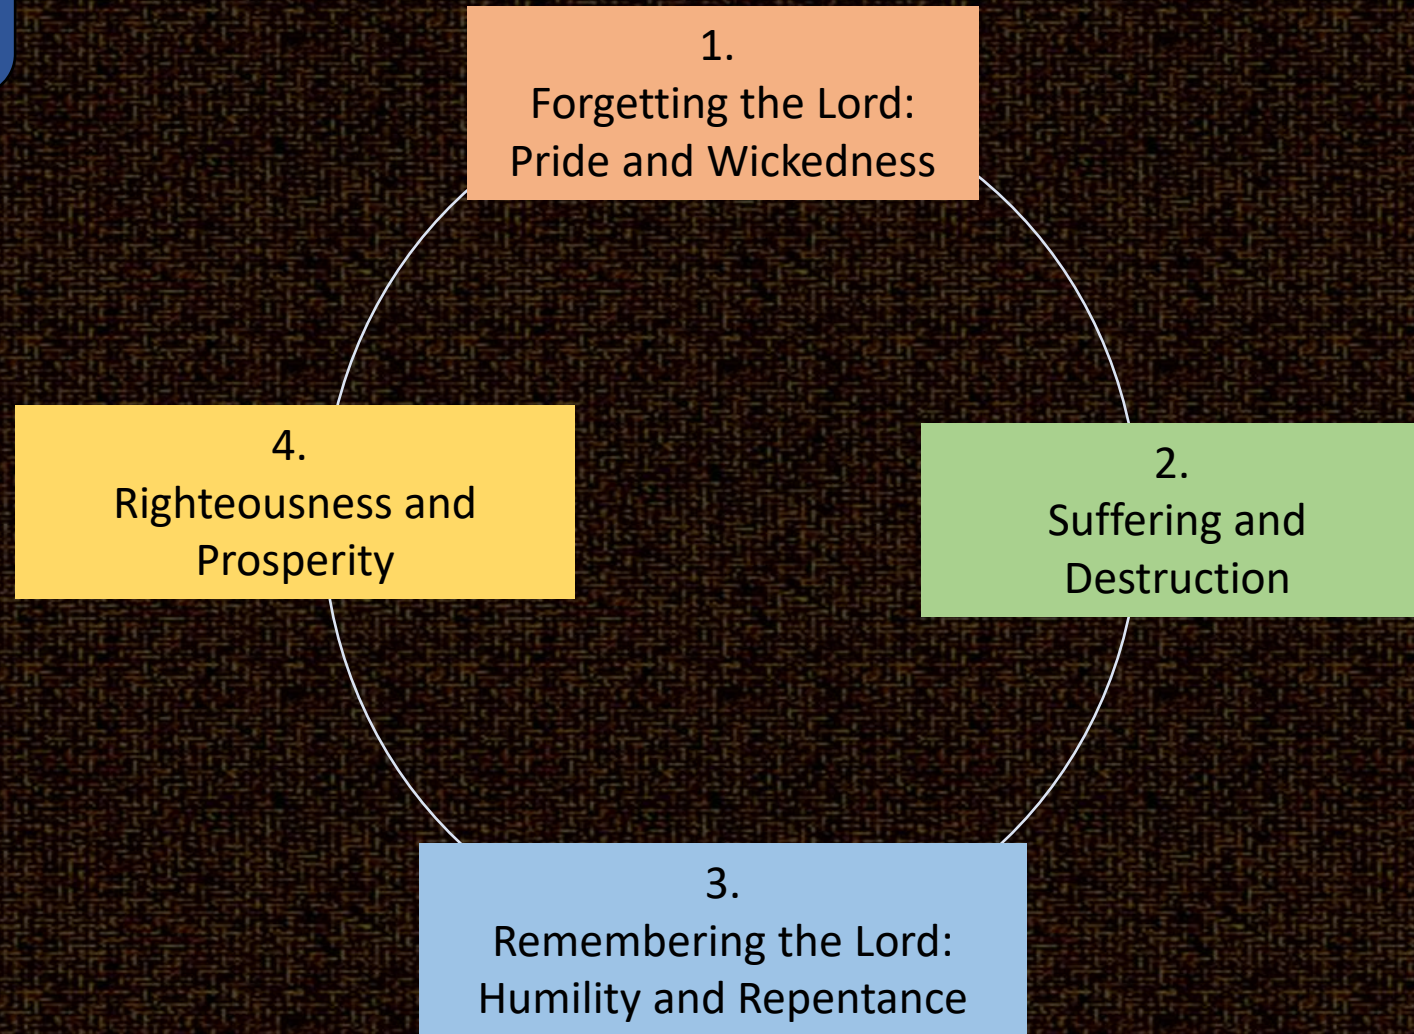 1.
Forgetting the Lord:
Pride and Wickedness
2.
Suffering and
Destruction
3.
Remembering the Lord:
Humility and Repentance
4.
Righteousness and
Prosperity